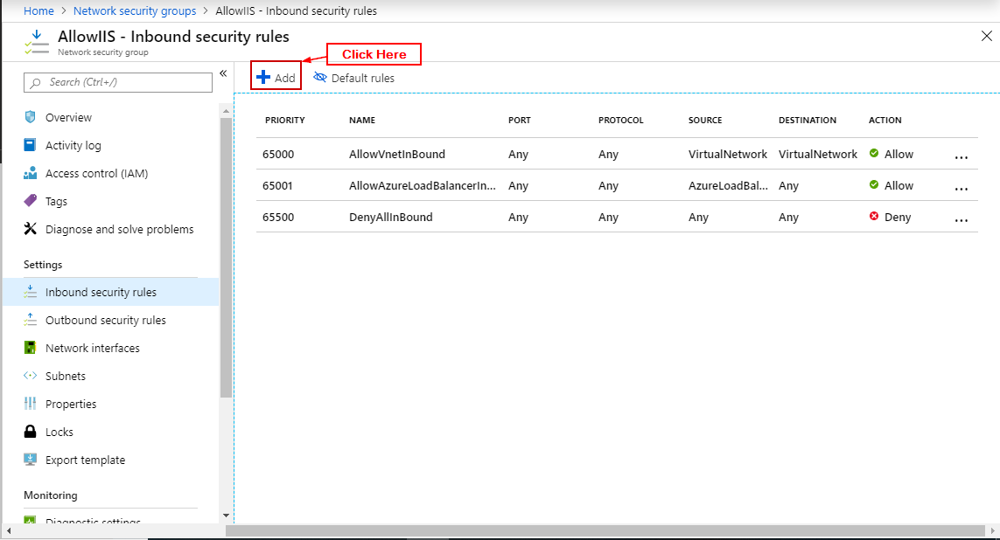 Home > Network security groups > AllowIIS - Inbound security rules
AllowIIS - Inbound security rules
Network security group
Click Here
Search (Ctrl+/)
«
Add
Default rules
Overview
Activity log
Access control (IAM)
Tags
Diagnose and solve problems
Settings
Inbound security rules
Outbound security rules
Network interfaces
Subnets
Properties
Locks
Export template
Monitoring
Diagnostic settings
PRIORITY NAME PORT PROTOCOL SOURCE DESTINATION ACTION
65000 AllowVnetInBound Any Any VirtualNetwork VirtualNetwork Allow ...
65001 AllowAzureLoadBalancerIn... Any Any AzureLoadBal... Any Allow ...
65500 DenyAllInBound Any Any Any Any Deny ...